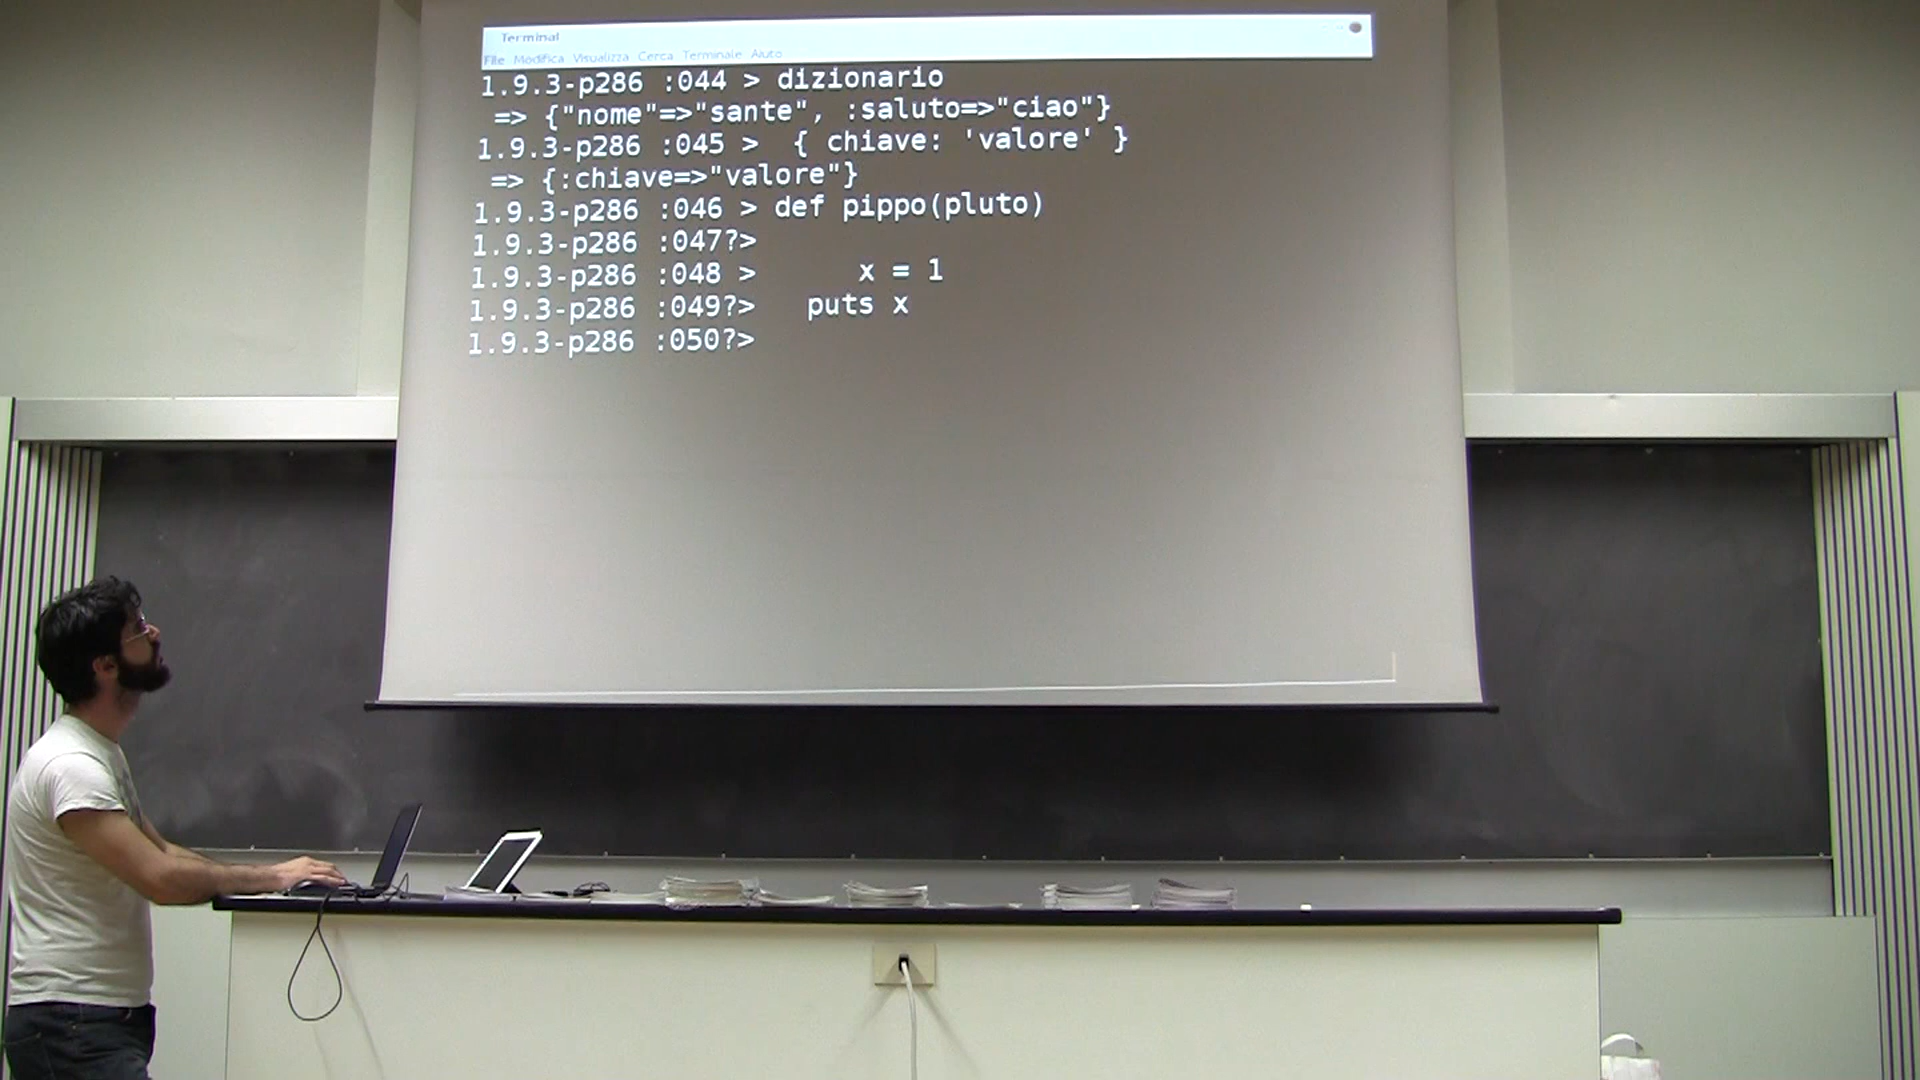 Terminal
File Modifica Visualizza Cerca Terminale Aiuto
1.9.3-p286 :044 > dizionario
=> {"nome"=>"sante", :saluto=>"ciao"}
1.9.3-p286 :045 >  { chiave: 'valore' }
=> {:chiave=>"valore"}
1.9.3-p286 :046 > def pippo(pluto)
1.9.3-p286 :047?>
1.9.3-p286 :048 >      x = 1
1.9.3-p286 :049?>   puts x
1.9.3-p286 :050?>